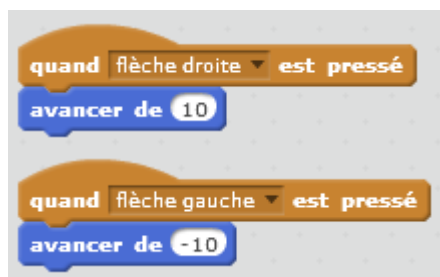 quand flèche droite est pressé
avancer de 10
quand flèche gauche est pressé
avancer de -10